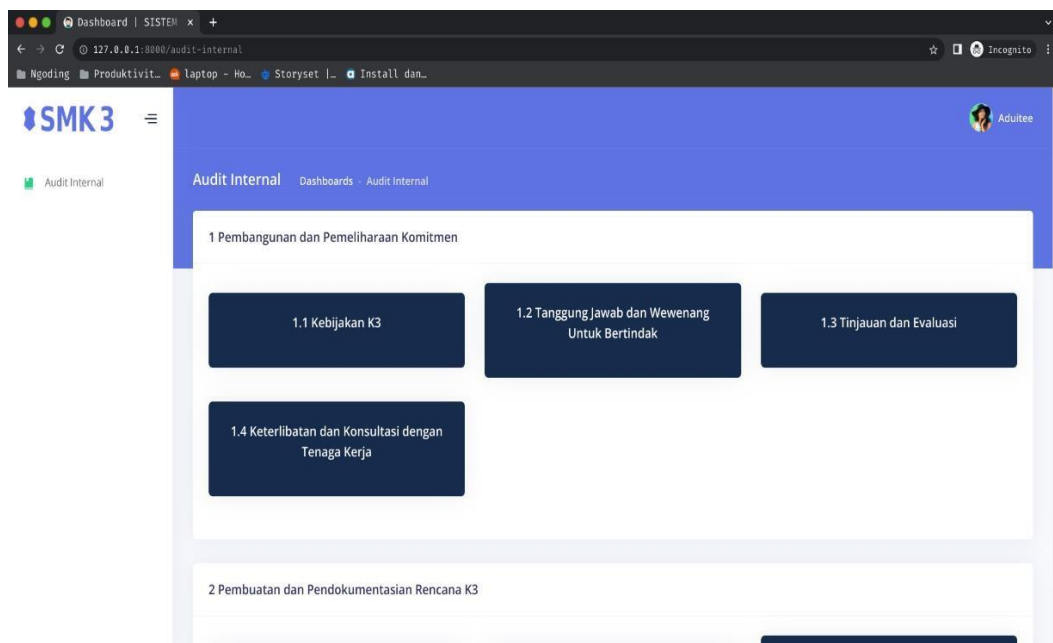 Dashboard | SISTEM
127.0.0.1:8000/audit-internal
Incognito
Ngoding Produktivit… laptop - Ho… Storyset |… Install dan…
SMK3
Aduitee
Audit Internal
Audit Internal Dashboards - Audit Internal
1 Pembangunan dan Pemeliharaan Komitmen
1.1 Kebijakan K3
1.2 Tanggung Jawab dan Wewenang
Untuk Bertindak
1.3 Tinjauan dan Evaluasi
1.4 Keterlibatan dan Konsultasi dengan
Tenaga Kerja
2 Pembuatan dan Pendokumentasian Rencana K3